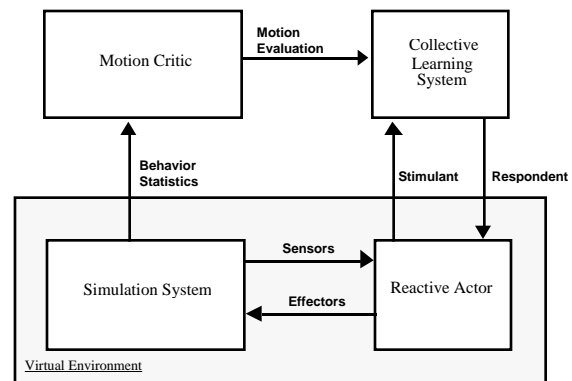 Motion Critic
Motion
Evaluation
Collective
Learning
System
Behavior
Statistics
Stimulant
Respondent
Simulation System
Sensors
Effectors
Reactive Actor
Virtual Environment